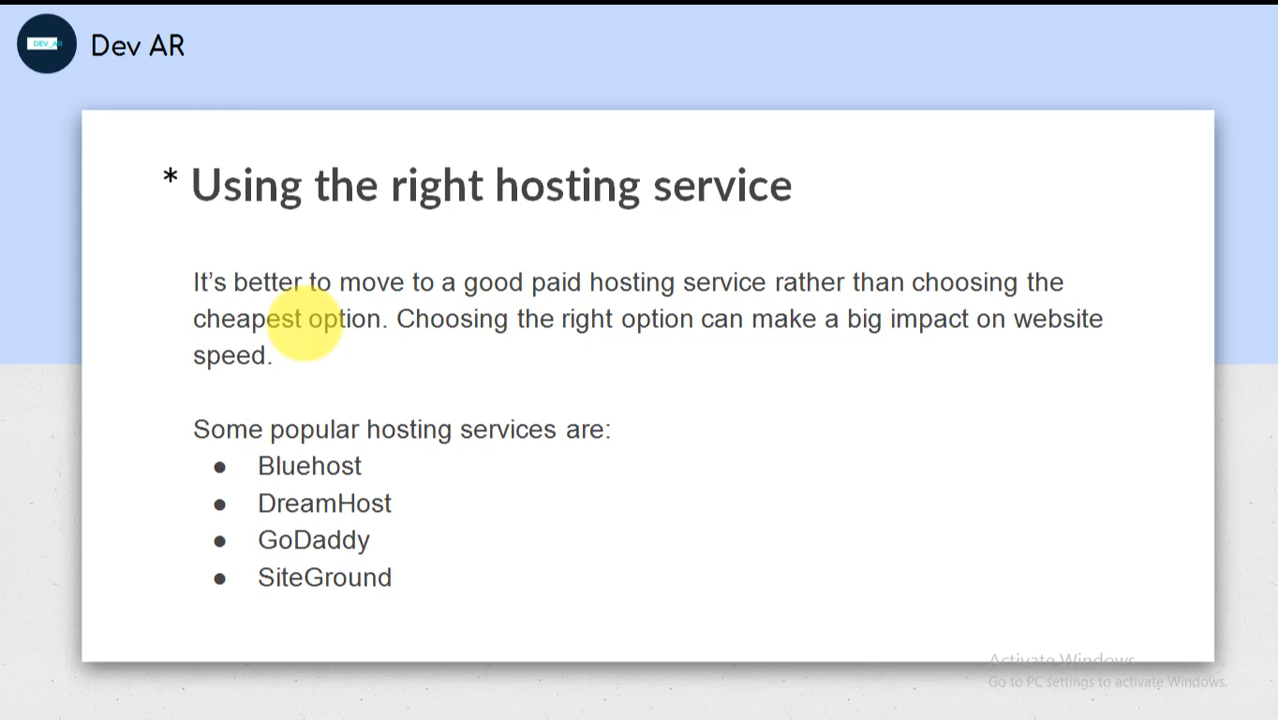 DEV_AR
Dev AR
* Using the right hosting service
It’s better to move to a good paid hosting service rather than choosing the
cheapest option. Choosing the right option can make a big impact on website
speed.
Some popular hosting services are:
● Bluehost
● DreamHost
● GoDaddy
● SiteGround
Activate Windows
Go to PC settings to activate Windows.